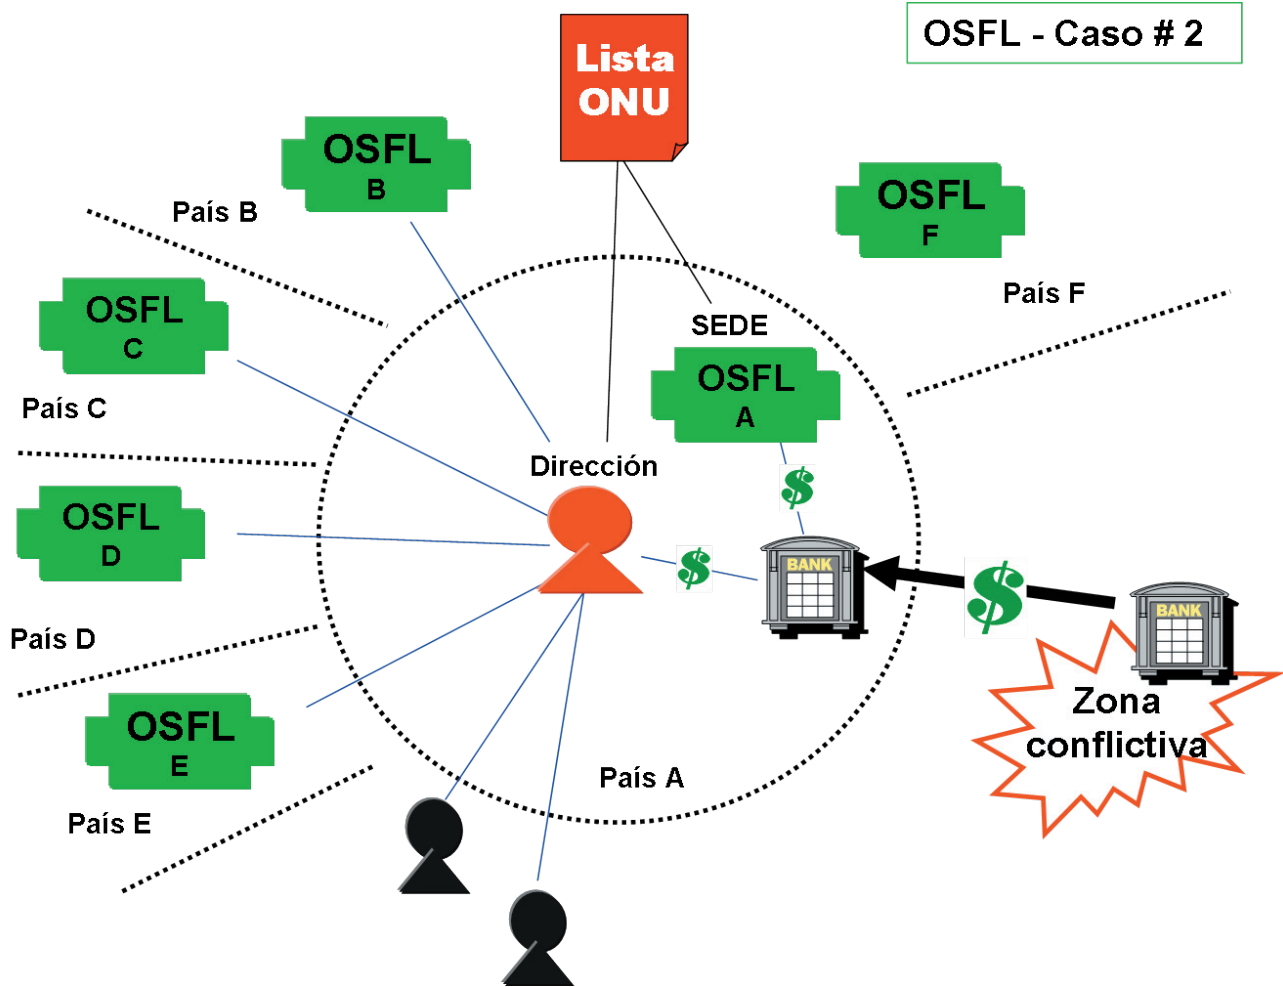 OSFL - Caso # 2
Lista
ONU
OSFL
B
País B
OSFL
F
País F
OSFL
C
País C
SEDE
OSFL
A
Dirección
$
$
BANK
$
BANK
Zona
conflictiva
OSFL
D
País D
OSFL
E
País E
País A